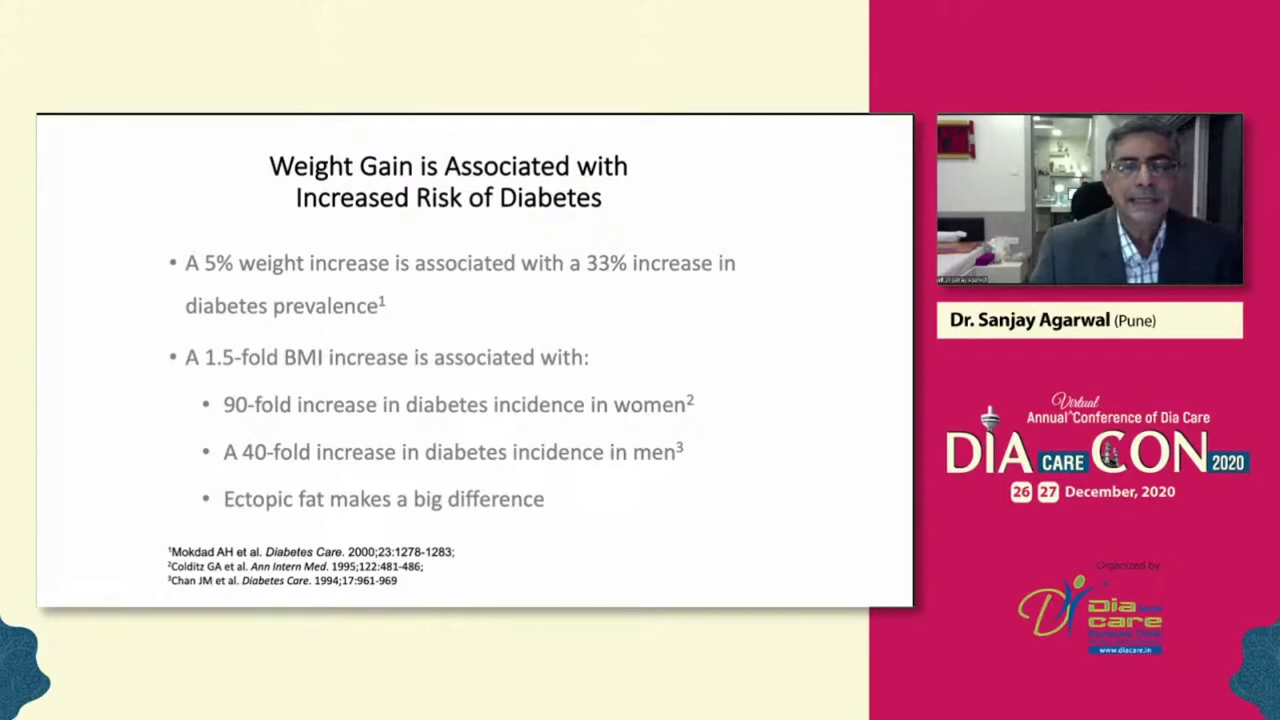 Weight Gain is Associated with
Increased Risk of Diabetes
• A 5% weight increase is associated with a 33% increase in
diabetes prevalence¹
• A 1.5-fold BMI increase is associated with:
• 90-fold increase in diabetes incidence in women²
• A 40-fold increase in diabetes incidence in men³
• Ectopic fat makes a big difference
¹Mokdad AH et al. Diabetes Care. 2000;23:1278-1283;
²Colditz GA et al. Ann Intern Med. 1995;122:481-486;
³Chan JM et al. Diabetes Care. 1994;17:961-969
Dr. Sanjay Agarwal (Pune)
Virtual
Annual^Conference of Dia Care
DIA CARE CON 2020
26 27 December, 2020
Organized by
Dia
care
www.diacare.in